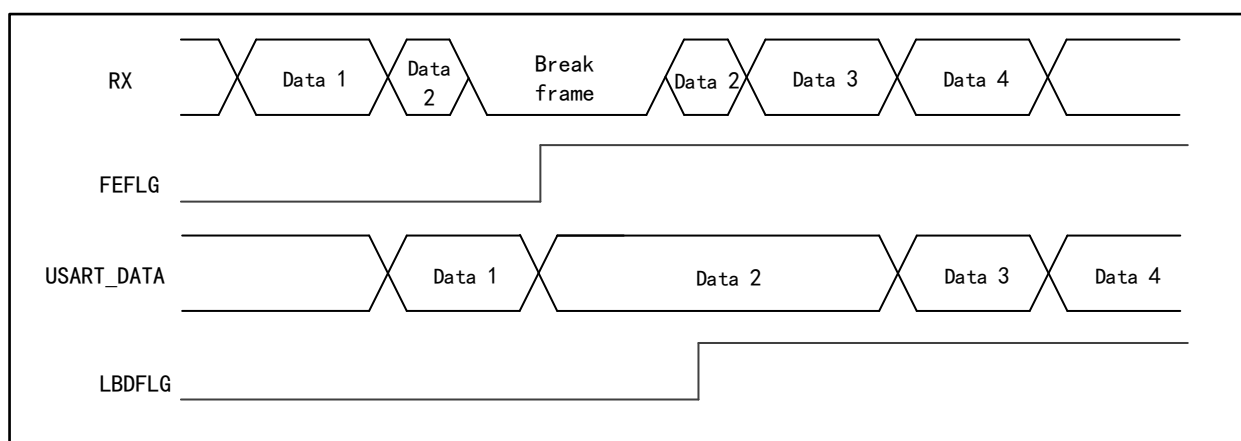 RX
Data 1
Data
2
Break
frame
Data 2
Data 3
Data 4
FEFLG
USART_DATA
Data 1
Data 2
Data 3
Data 4
LBDFLG